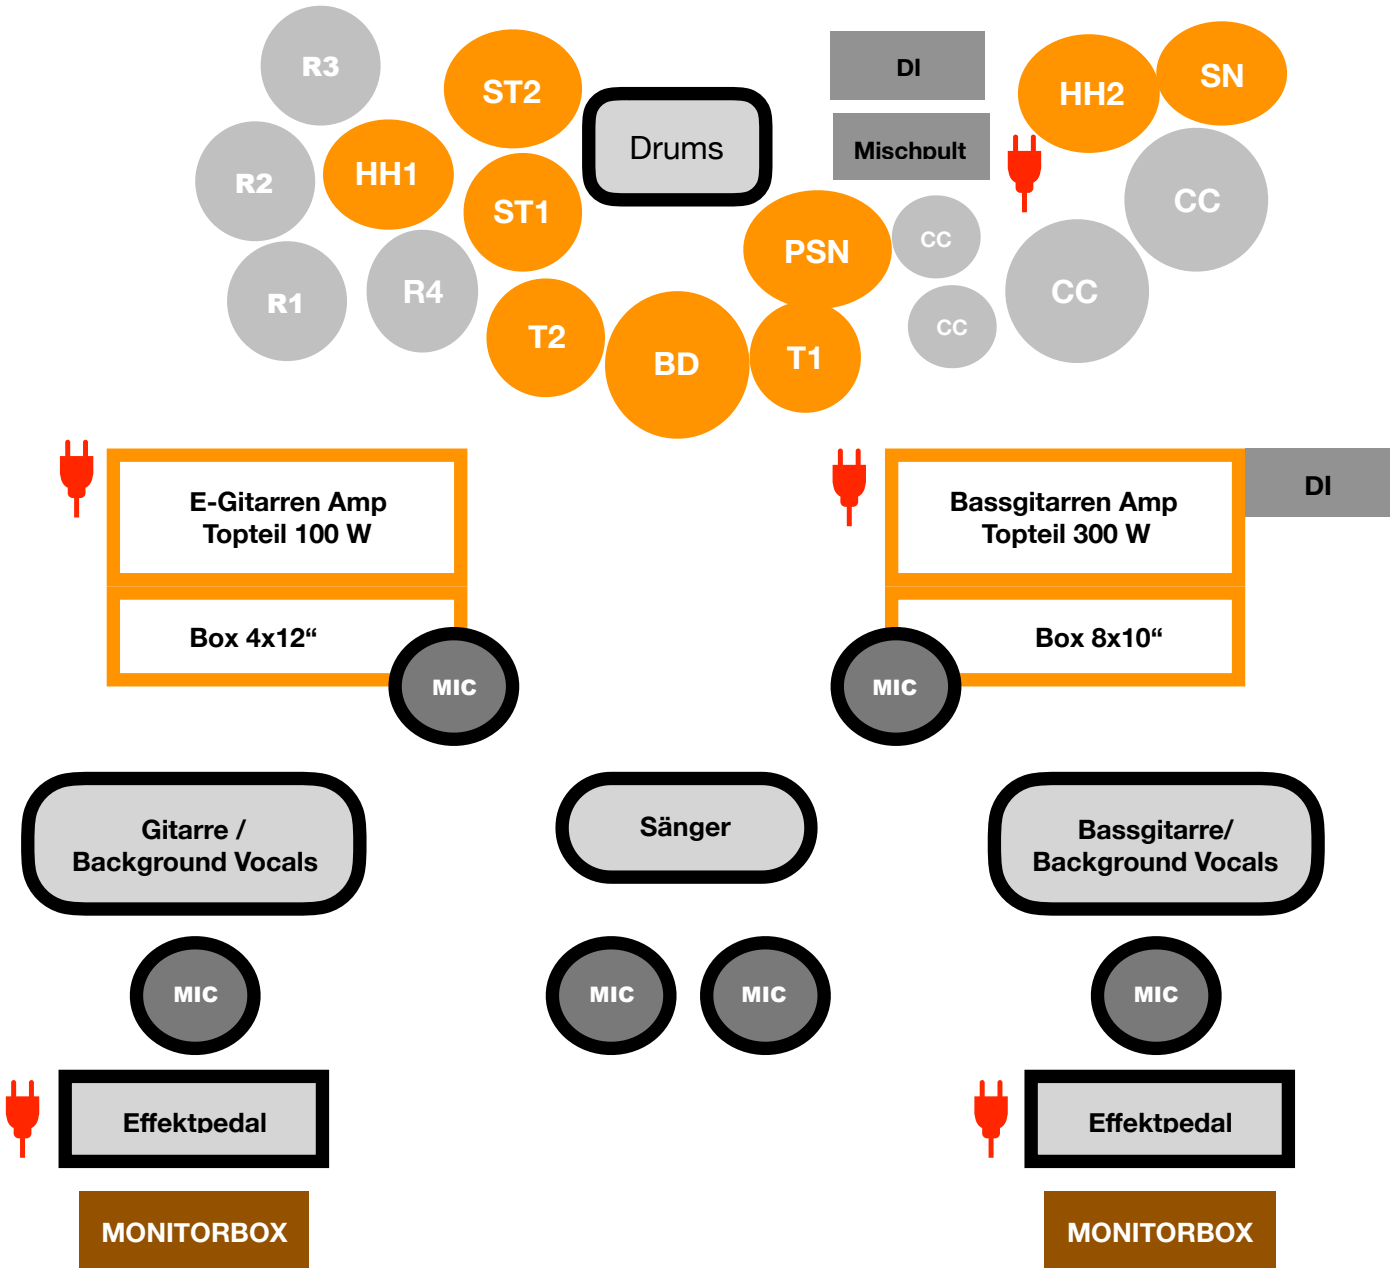 R3
ST2
DI
HH2
SN
Drums
Mischpult
R2
HH1
ST1
CC
PSN
CC
R1
R4
CC
T2
BD
T1
CC
E-Gitarren Amp
Topteil 100 W
Bassgitarren Amp
Topteil 300 W
DI
Box 4x12“
Box 8x10“
MIC
MIC
Gitarre /
Background Vocals
Sänger
Bassgitarre/
Background Vocals
MIC
MIC
MIC
MIC
Effektpedal
Effektpedal
MONITORBOX
MONITORBOX